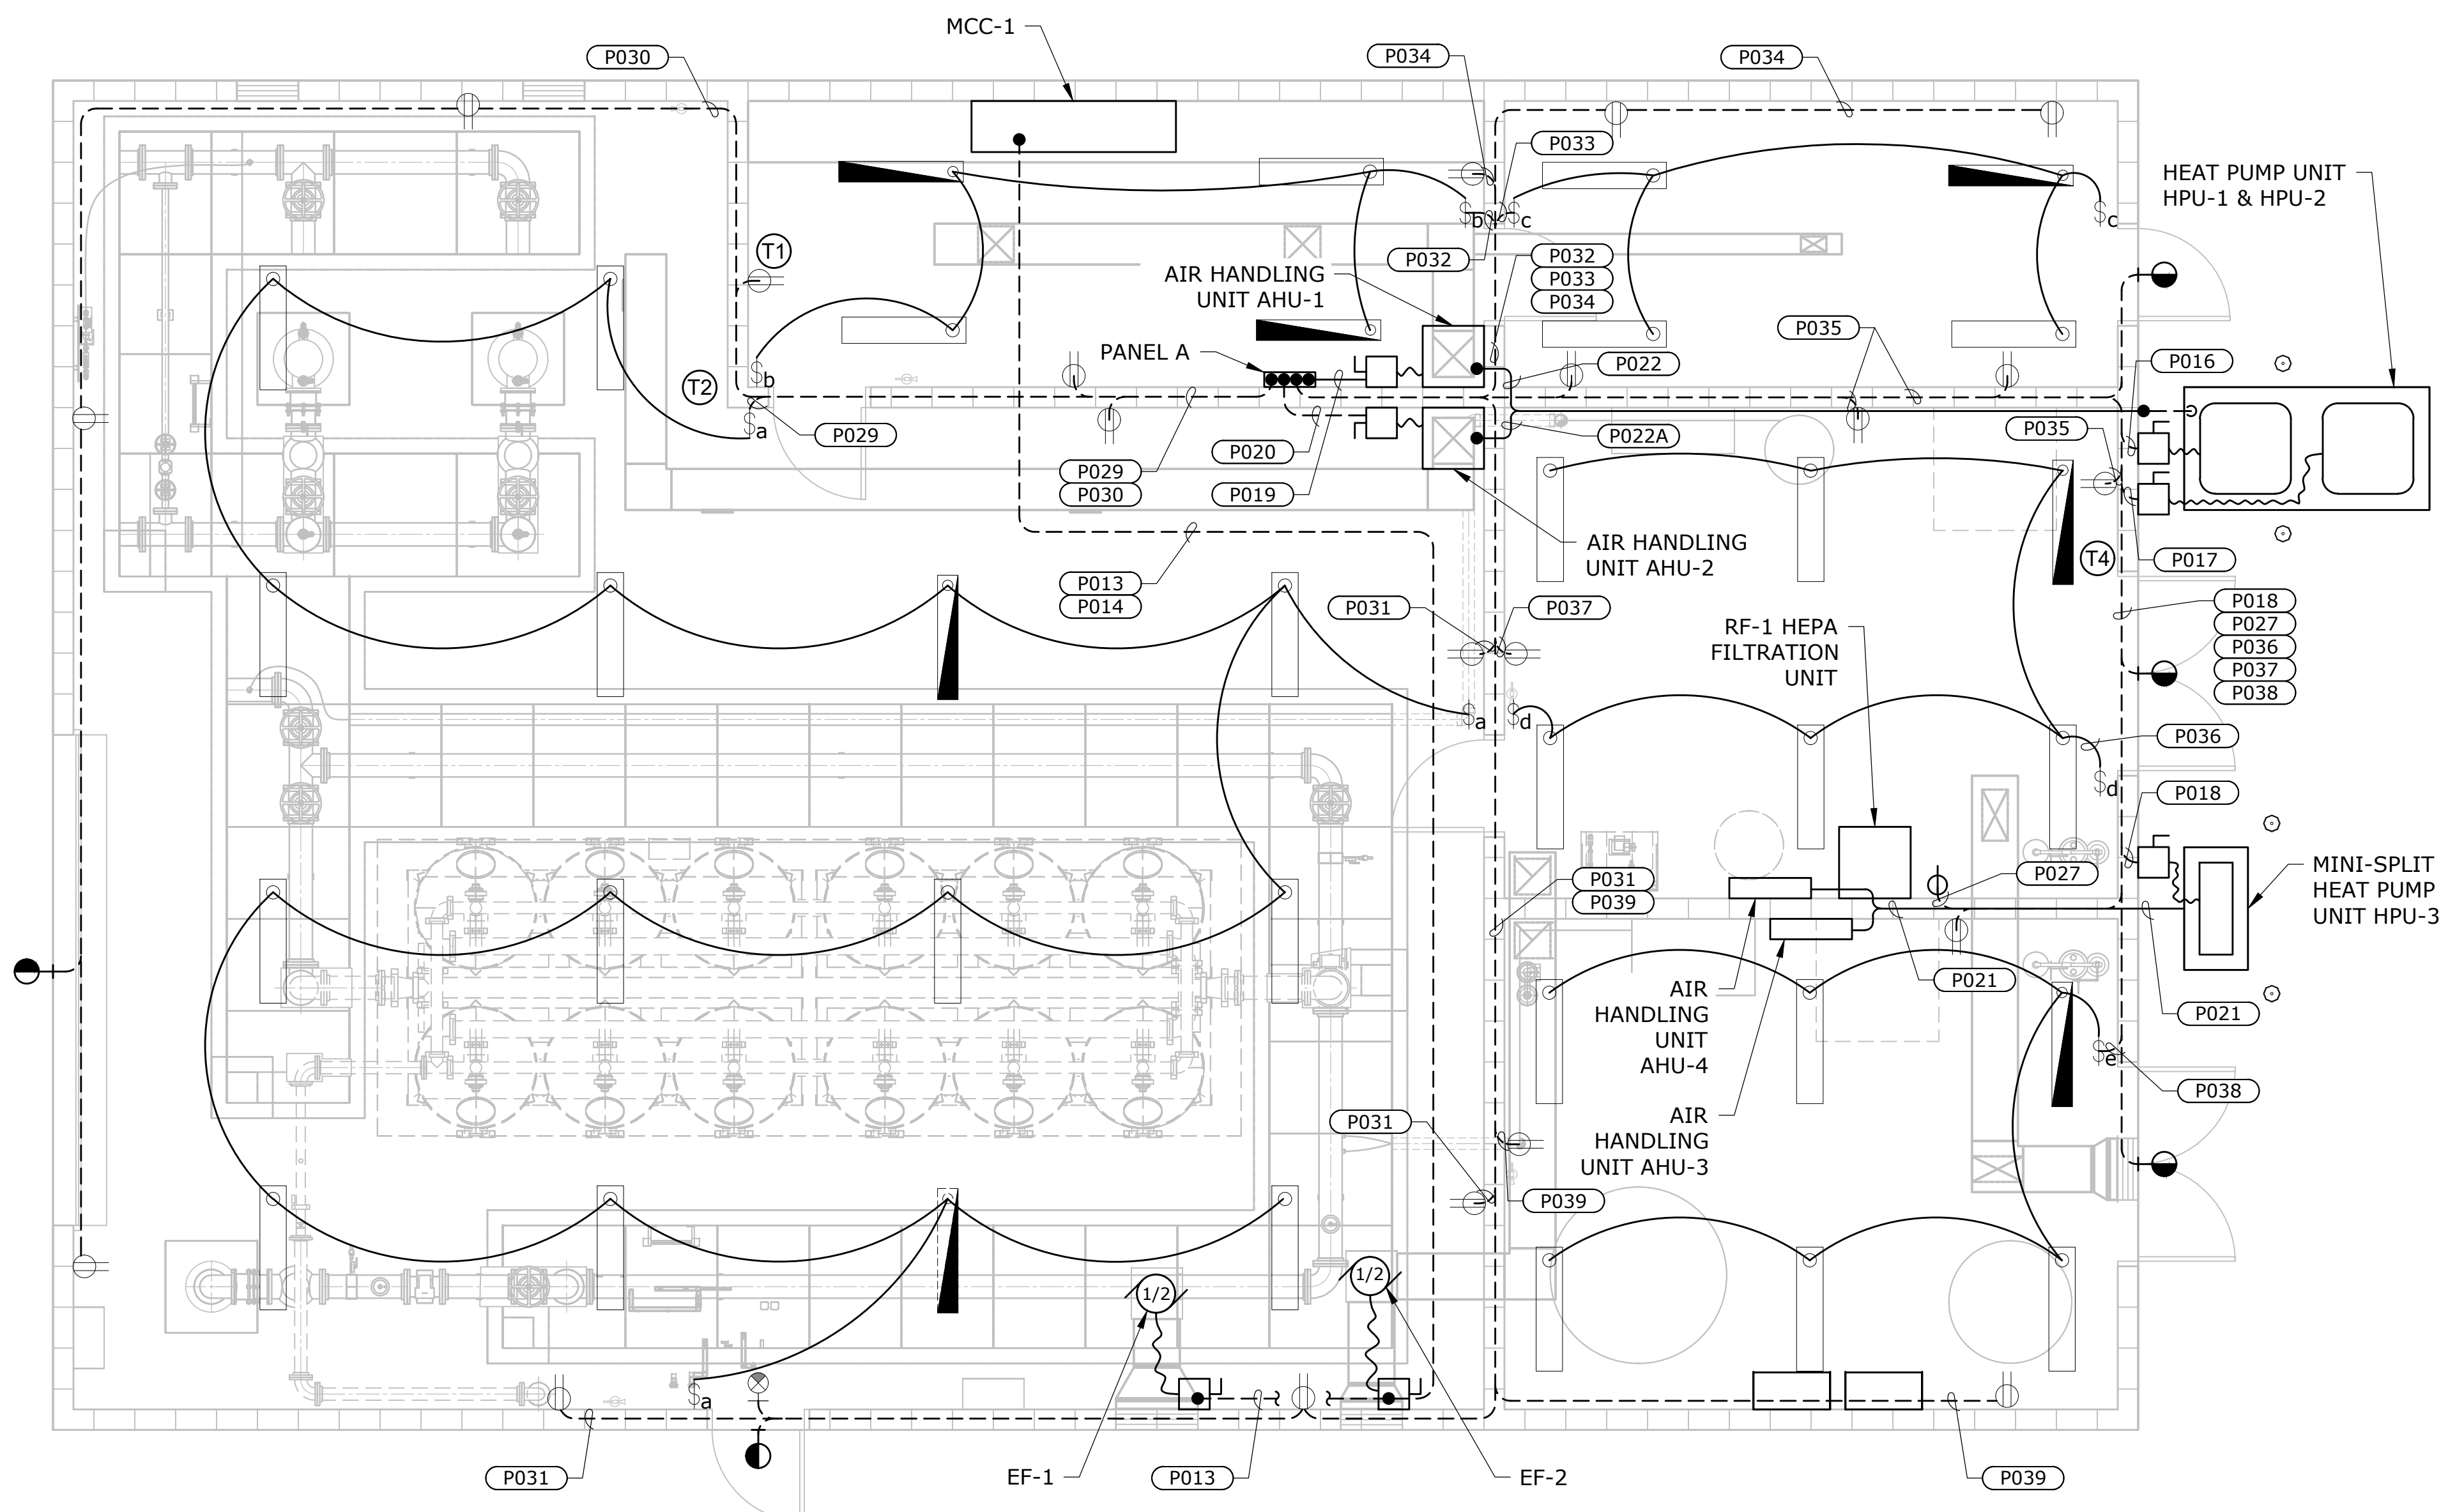 MCC-1
P030
P034
P034
P033
HEAT PUMP UNIT
HPU-1 & HPU-2
b
c
c
T1
P032
P032
P033
P034
AIR HANDLING
UNIT AHU-1
P035
PANEL A
P022
P016
T2
b
a
P029
P020
P022A
P035
P029
P030
P019
AIR HANDLING
UNIT AHU-2
T4
P017
P013
P014
P031
P037
P018
P027
P036
P037
P038
RF-1 HEPA
FILTRATION
UNIT
a
d
P036
d
P018
P031
P039
P027
MINI-SPLIT
HEAT PUMP
UNIT HPU-3
AIR
HANDLING
UNIT
AHU-4
P021
P021
e
P038
P031
AIR
HANDLING
UNIT AHU-3
P039
1/2
1/2
a
P031
EF-1
P013
EF-2
P039